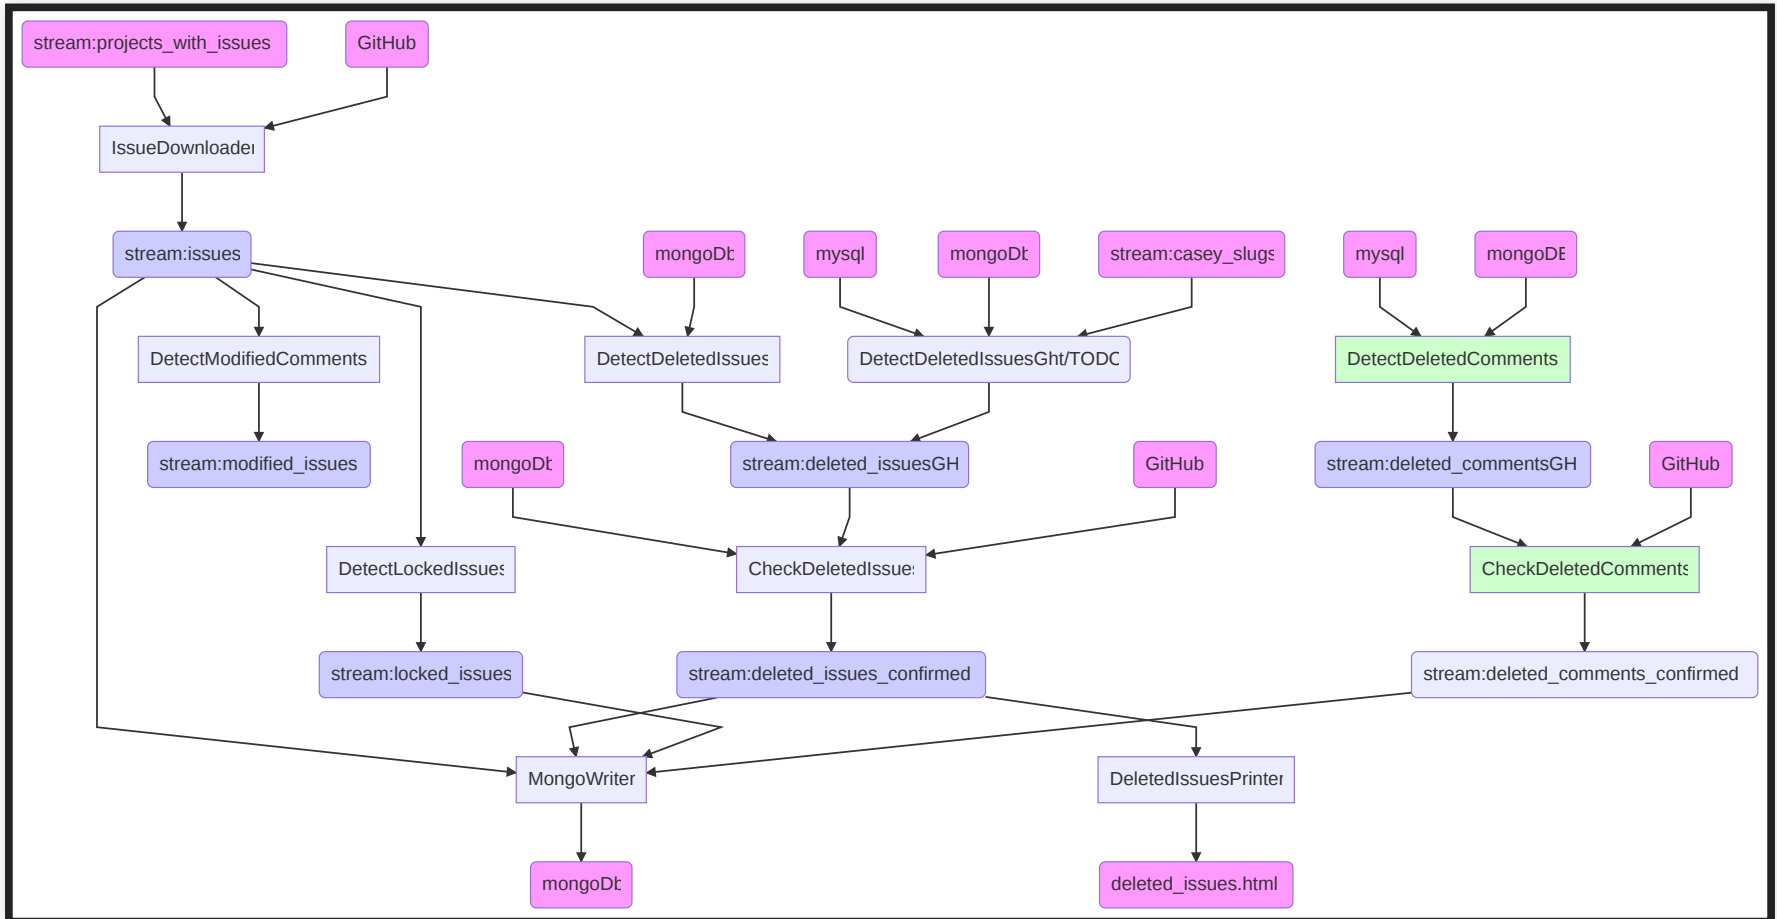 stream:projects_with_issues
GitHub
IssueDownloader
stream:issues
mongoDb
mysql
mongoDb
stream:casey_slugs
mysql
mongoDB
DetectModifiedComments
DetectDeletedIssues
DetectDeletedIssuesGht/TODO
DetectDeletedComments
stream:modified_issues
mongoDb
stream:deleted_issuesGH
GitHub
stream:deleted_commentsGH
GitHub
DetectLockedIssues
CheckDeletedIssues
CheckDeletedComments
stream:locked_issues
stream:deleted_issues_confirmed
stream:deleted_comments_confirmed
MongoWriter
DeletedIssuesPrinter
mongoDb
deleted_issues.html